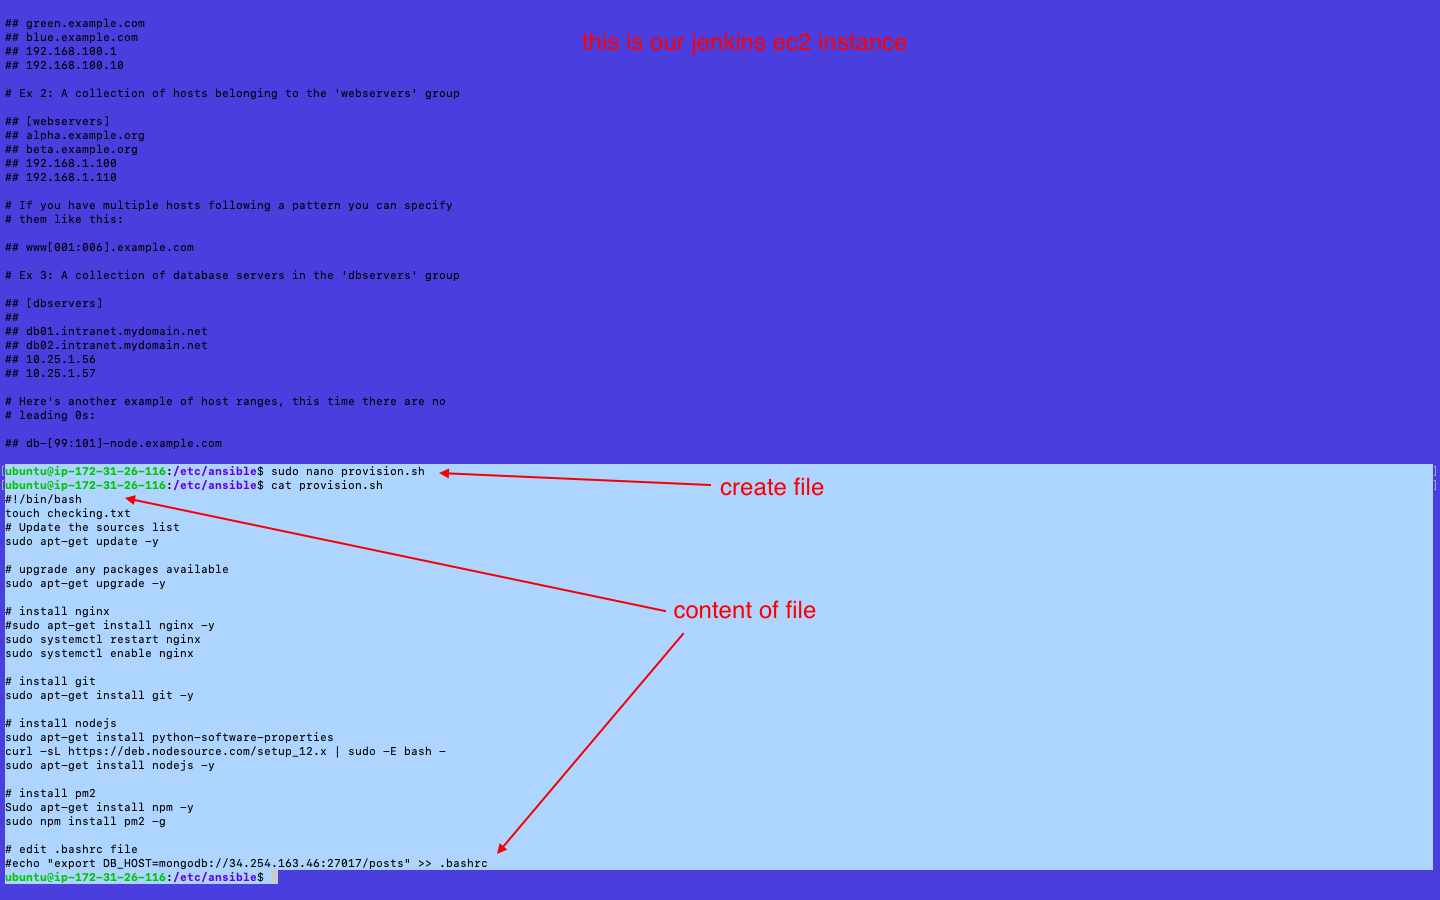 ## green.example.com
## blue.example.com
this is our jenkins ec2 instance
## 192.168.100.1
## 192.168.100.10
# Ex 2: A collection of hosts belonging to the 'webservers' group
## [webservers]
## alpha.example.org
## beta.example.org
## 192.168.1.100
## 192.168.1.110
# If you have multiple hosts following a pattern you can specify
# them like this:
## www[001:006].example.com
# Ex 3: A collection of database servers in the 'dbservers' group
## [dbservers]
##
## db01.intranet.mydomain.net
## db02.intranet.mydomain.net
## 10.25.1.56
## 10.25.1.57
# Here's another example of host ranges, this time there are no
# leading 0s:
## db-[99:101]-node.example.com
[ubuntu@ip-172-31-26-116:/etc/ansible$ sudo nano provision.sh ]
[ubuntu@ip-172-31-26-116:/etc/ansible$ cat provision.sh ]
create file
#!/bin/bash
touch checking.txt
# Update the sources list
sudo apt-get update -y
# upgrade any packages available
sudo apt-get upgrade -y
# install nginx
content of file
#sudo apt-get install nginx -y
sudo systemctl restart nginx
sudo systemctl enable nginx
# install git
sudo apt-get install git -y
# install nodejs
sudo apt-get install python-software-properties
curl -sL https://deb.nodesource.com/setup_12.x | sudo -E bash -
sudo apt-get install nodejs -y
# install pm2
Sudo apt-get install npm -y
sudo npm install pm2 -g
# edit .bashrc file
#echo "export DB_HOST=mongodb://34.254.163.46:27017/posts" >> .bashrc
ubuntu@ip-172-31-26-116:/etc/ansible$